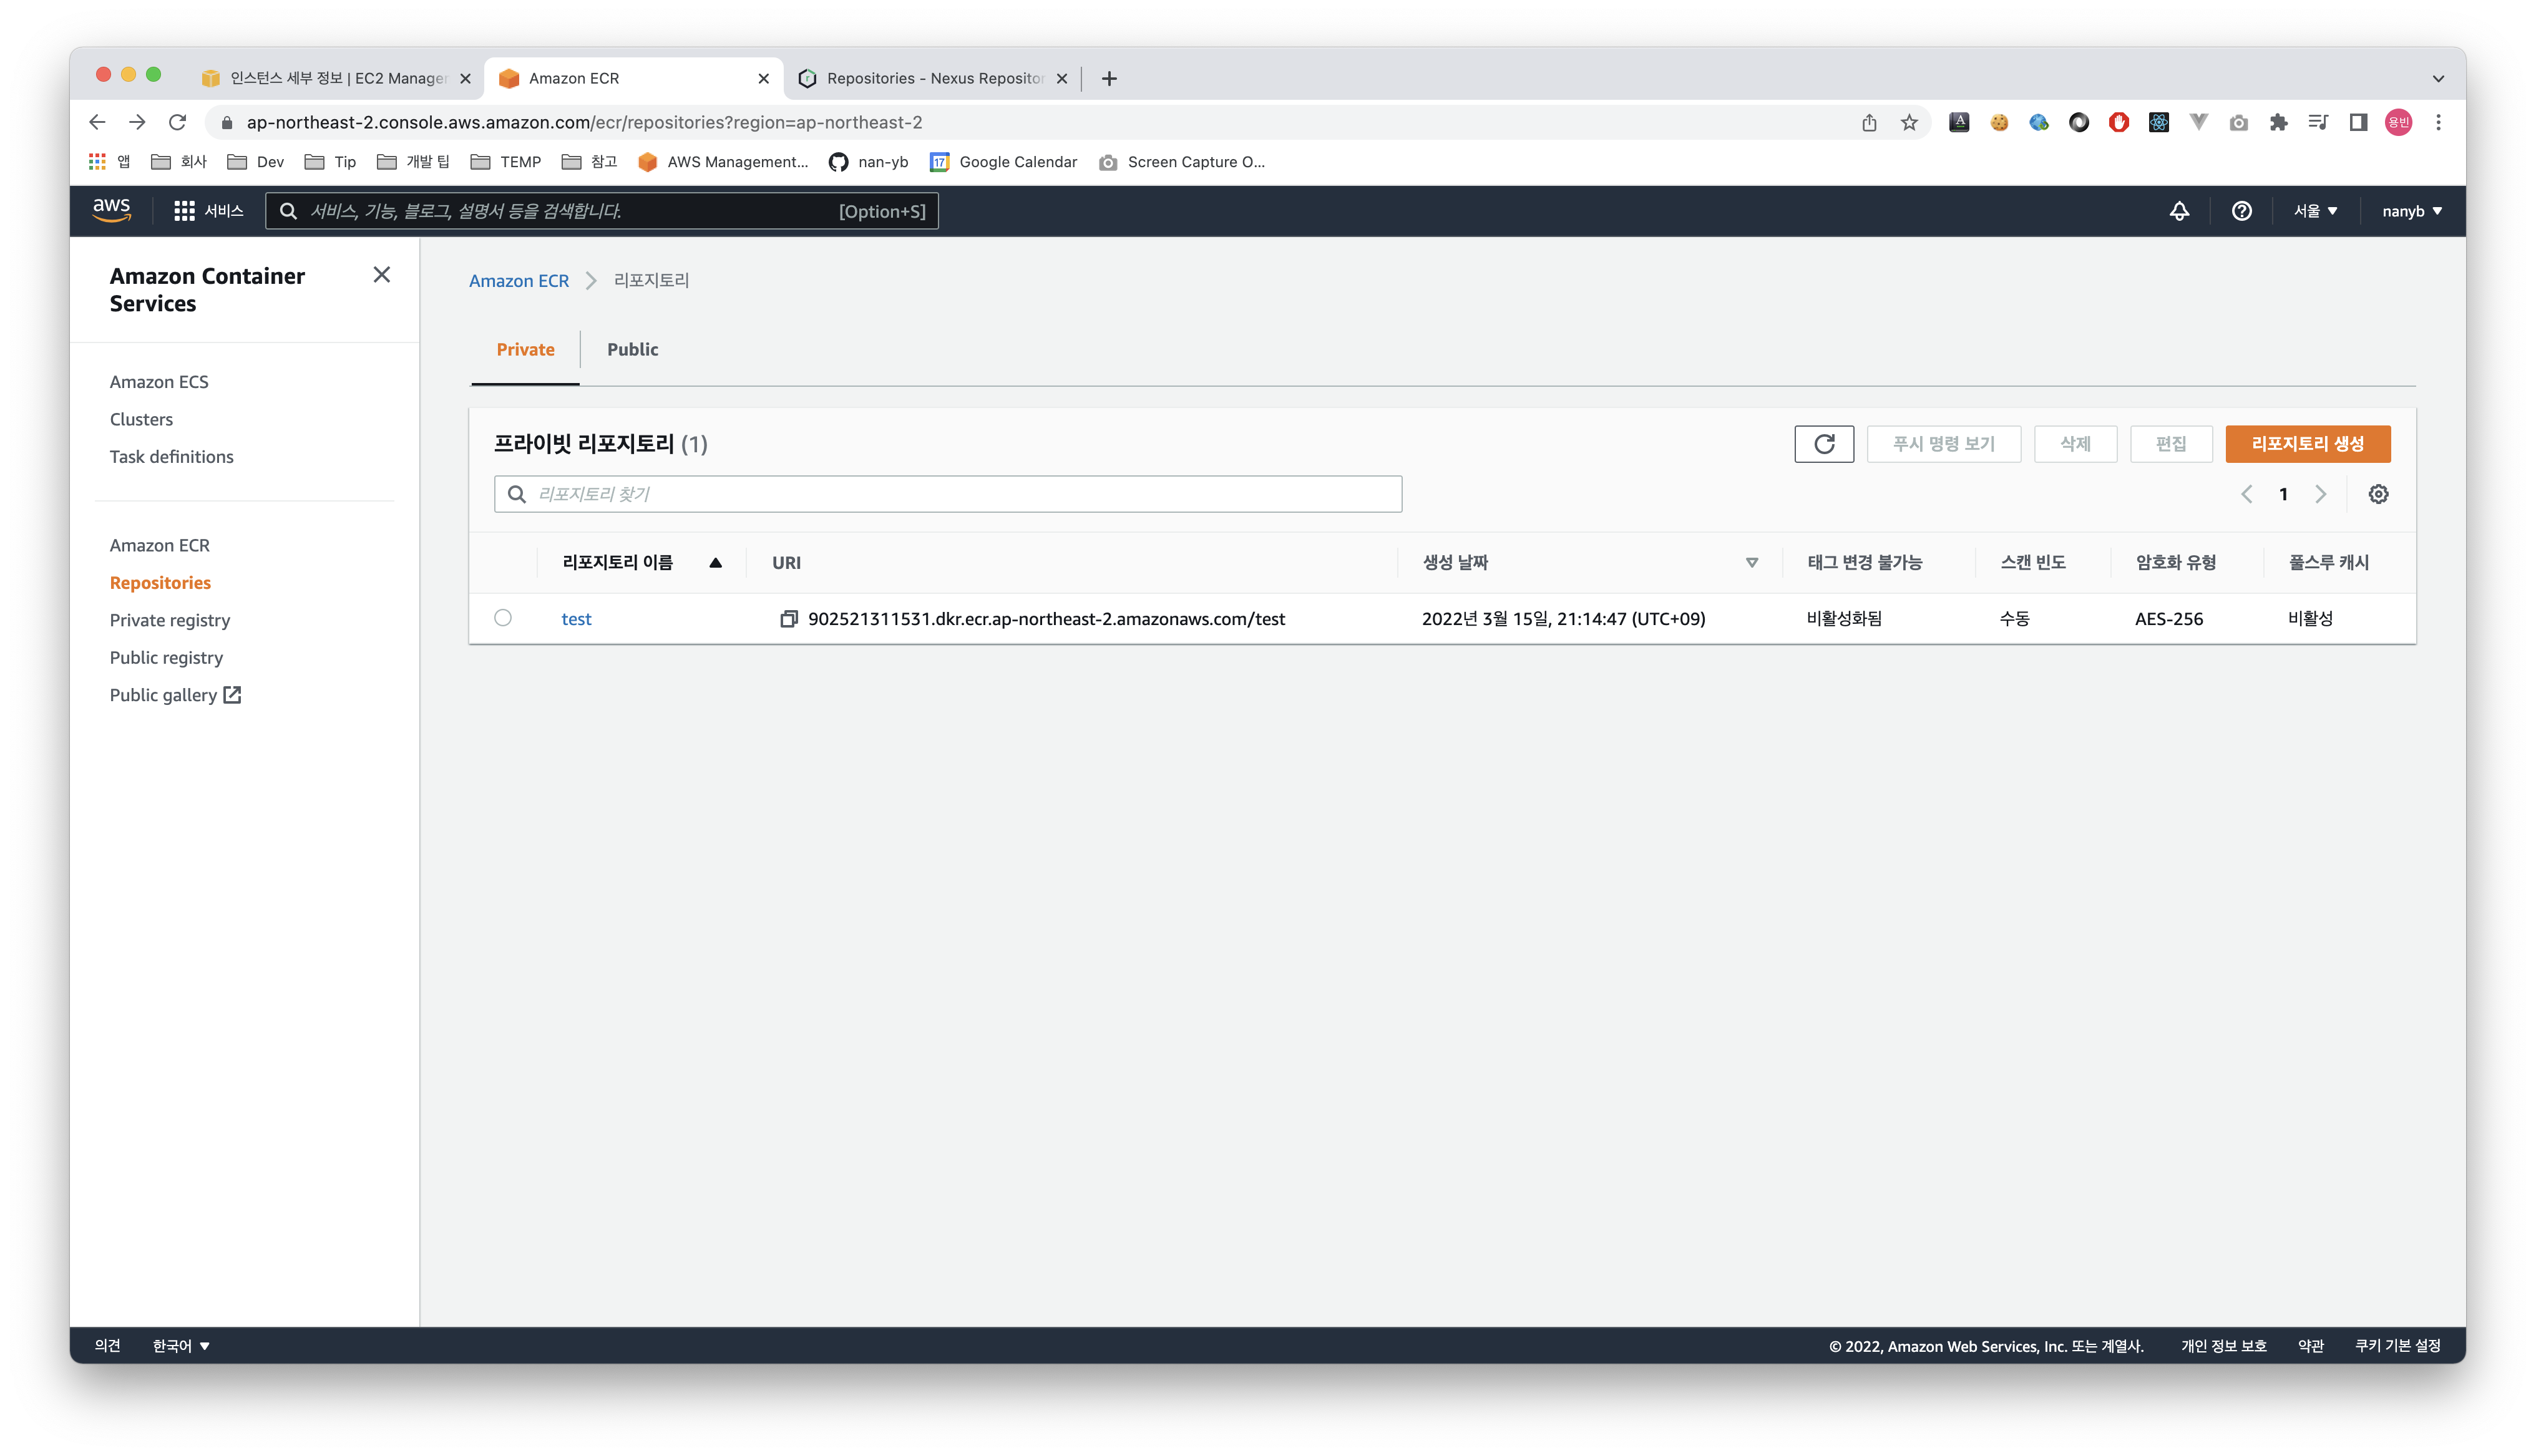 인스턴스 세부 정보 | EC2 Manager
Amazon ECR
Repositories - Nexus Repositor
ap-northeast-2.console.aws.amazon.com/ecr/repositories?region=ap-northeast-2
용빈
앱
회사
Dev
Tip
개발 팁
TEMP
참고
AWS Management...
nan-yb
17
Google Calendar
Screen Capture O...
aws
서비스
서비스, 기능, 블로그, 설명서 등을 검색합니다.
[Option+S]
서울
nanyb
Amazon Container
Services
Amazon ECS
Clusters
Task definitions
Amazon ECR
Repositories
Private registry
Public registry
Public gallery
Amazon ECR
리포지토리
Private
Public
프라이빗 리포지토리 (1)
푸시 명령 보기
삭제
편집
리포지토리 생성
리포지토리 찾기
1
리포지토리 이름
URI
생성 날짜
태그 변경 불가능
스캔 빈도
암호화 유형
풀스루 캐시
test
902521311531.dkr.ecr.ap-northeast-2.amazonaws.com/test
2022년 3월 15일, 21:14:47 (UTC+09)
비활성화됨
수동
AES-256
비활성
의견
한국어
© 2022, Amazon Web Services, Inc. 또는 계열사.
개인 정보 보호
약관
쿠키 기본 설정